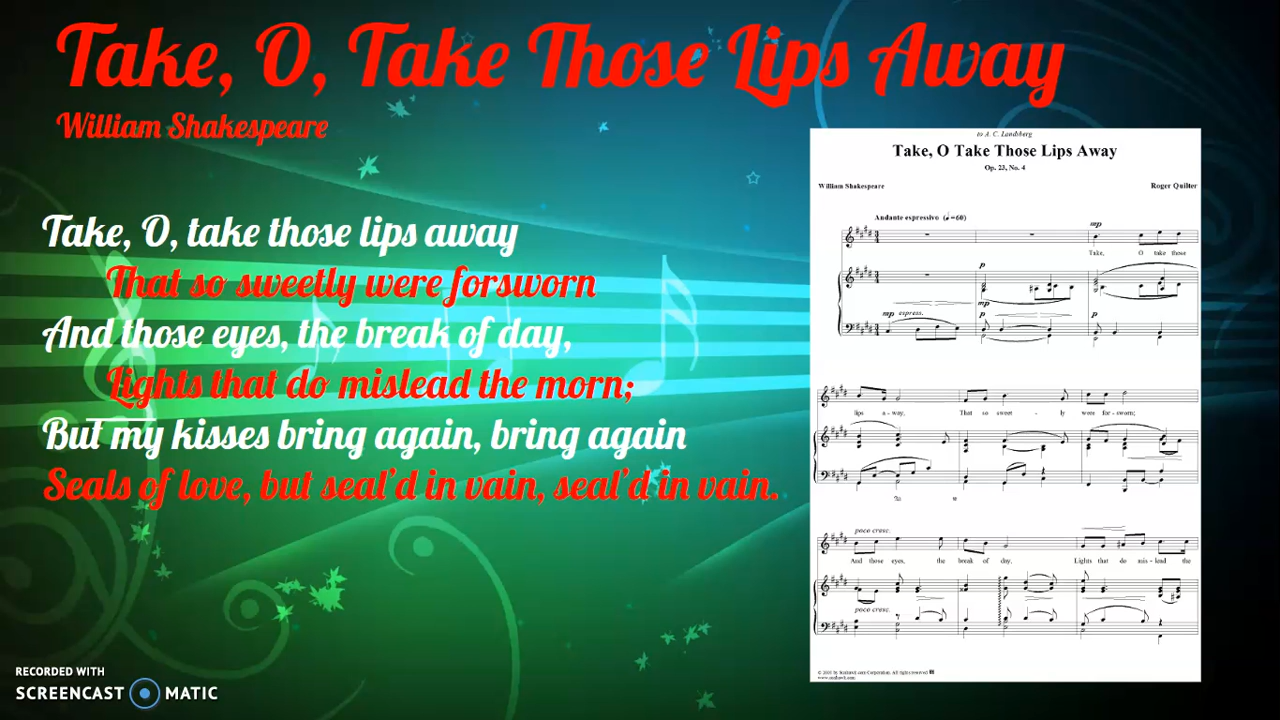 Take, O, Take Those Lips Away
William Shakespeare
Take, O, take those lips away
That so sweetly were forsworn
And those eyes, the break of day,
Lights that do mislead the morn;
But my kisses bring again, bring again
Seals of love, but seal'd in vain, seal'd in vain.
to A. C. Landsberg
Take, O Take Those Lips Away
Op. 23, No. 4
William Shakespeare
Roger Quilter
Andante espressivo (♩=60)
mp
Take, O take those
p
mp espress. p p
lips a - way, That so sweet - ly were for - sworn;
poco cresc.
And those eyes, the break of day, Lights that do mis - lead the
poco cresc.
All rights reserved
RECORDED WITH
SCREENCAST MATIC